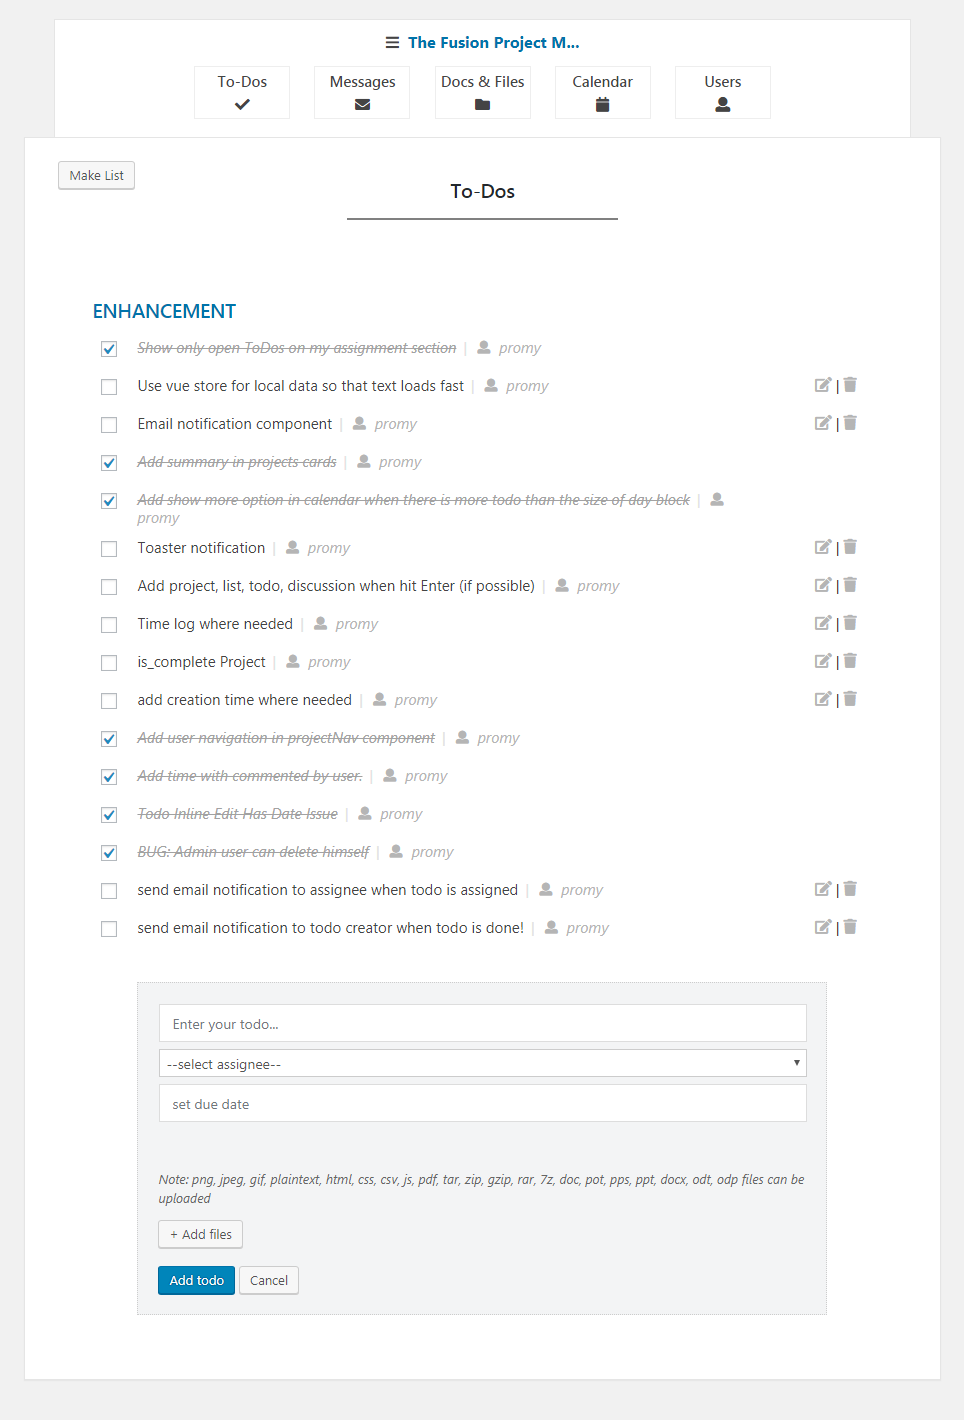 The Fusion Project M...
To-Dos
Messages
Docs & Files
Calendar
Users
Make List
To-Dos
ENHANCEMENT
Show only open ToDos on my assignment section | promy
Use vue store for local data so that text loads fast | promy |
Email notification component | promy |
Add summary in projects cards | promy
Add show more option in calendar when there is more todo than the size of day block |
promy
Toaster notification | promy |
Add project, list, todo, discussion when hit Enter (if possible) | promy |
Time log where needed | promy |
is_complete Project | promy |
add creation time where needed | promy |
Add user navigation in projectNav component | promy
Add time with commented by user. | promy
Todo Inline Edit Has Date Issue | promy
BUG: Admin user can delete himself | promy
send email notification to assignee when todo is assigned | promy |
send email notification to todo creator when todo is done! | promy |
Enter your todo...
--select assignee--
set due date
Note: png, jpeg, gif, plaintext, html, css, csv, js, pdf, tar, zip, gzip, rar, 7z, doc, pot, pps, ppt, docx, odt, odp files can be
uploaded
+ Add files
Add todo
Cancel